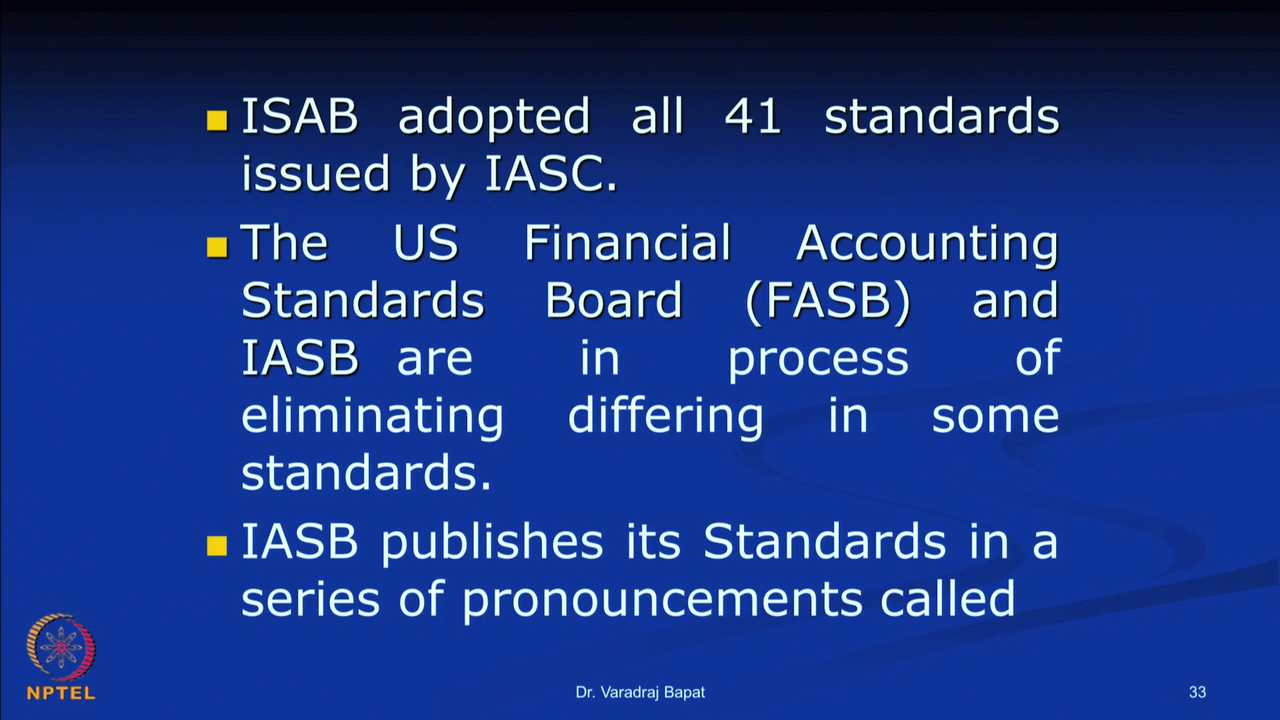 ISAB adopted all 41 standards
issued by IASC.
The US Financial Accounting
Standards Board (FASB) and
IASB are in process of
eliminating differing in some
standards.
IASB publishes its Standards in a
series of pronouncements called
NPTEL
Dr. Varadraj Bapat
33